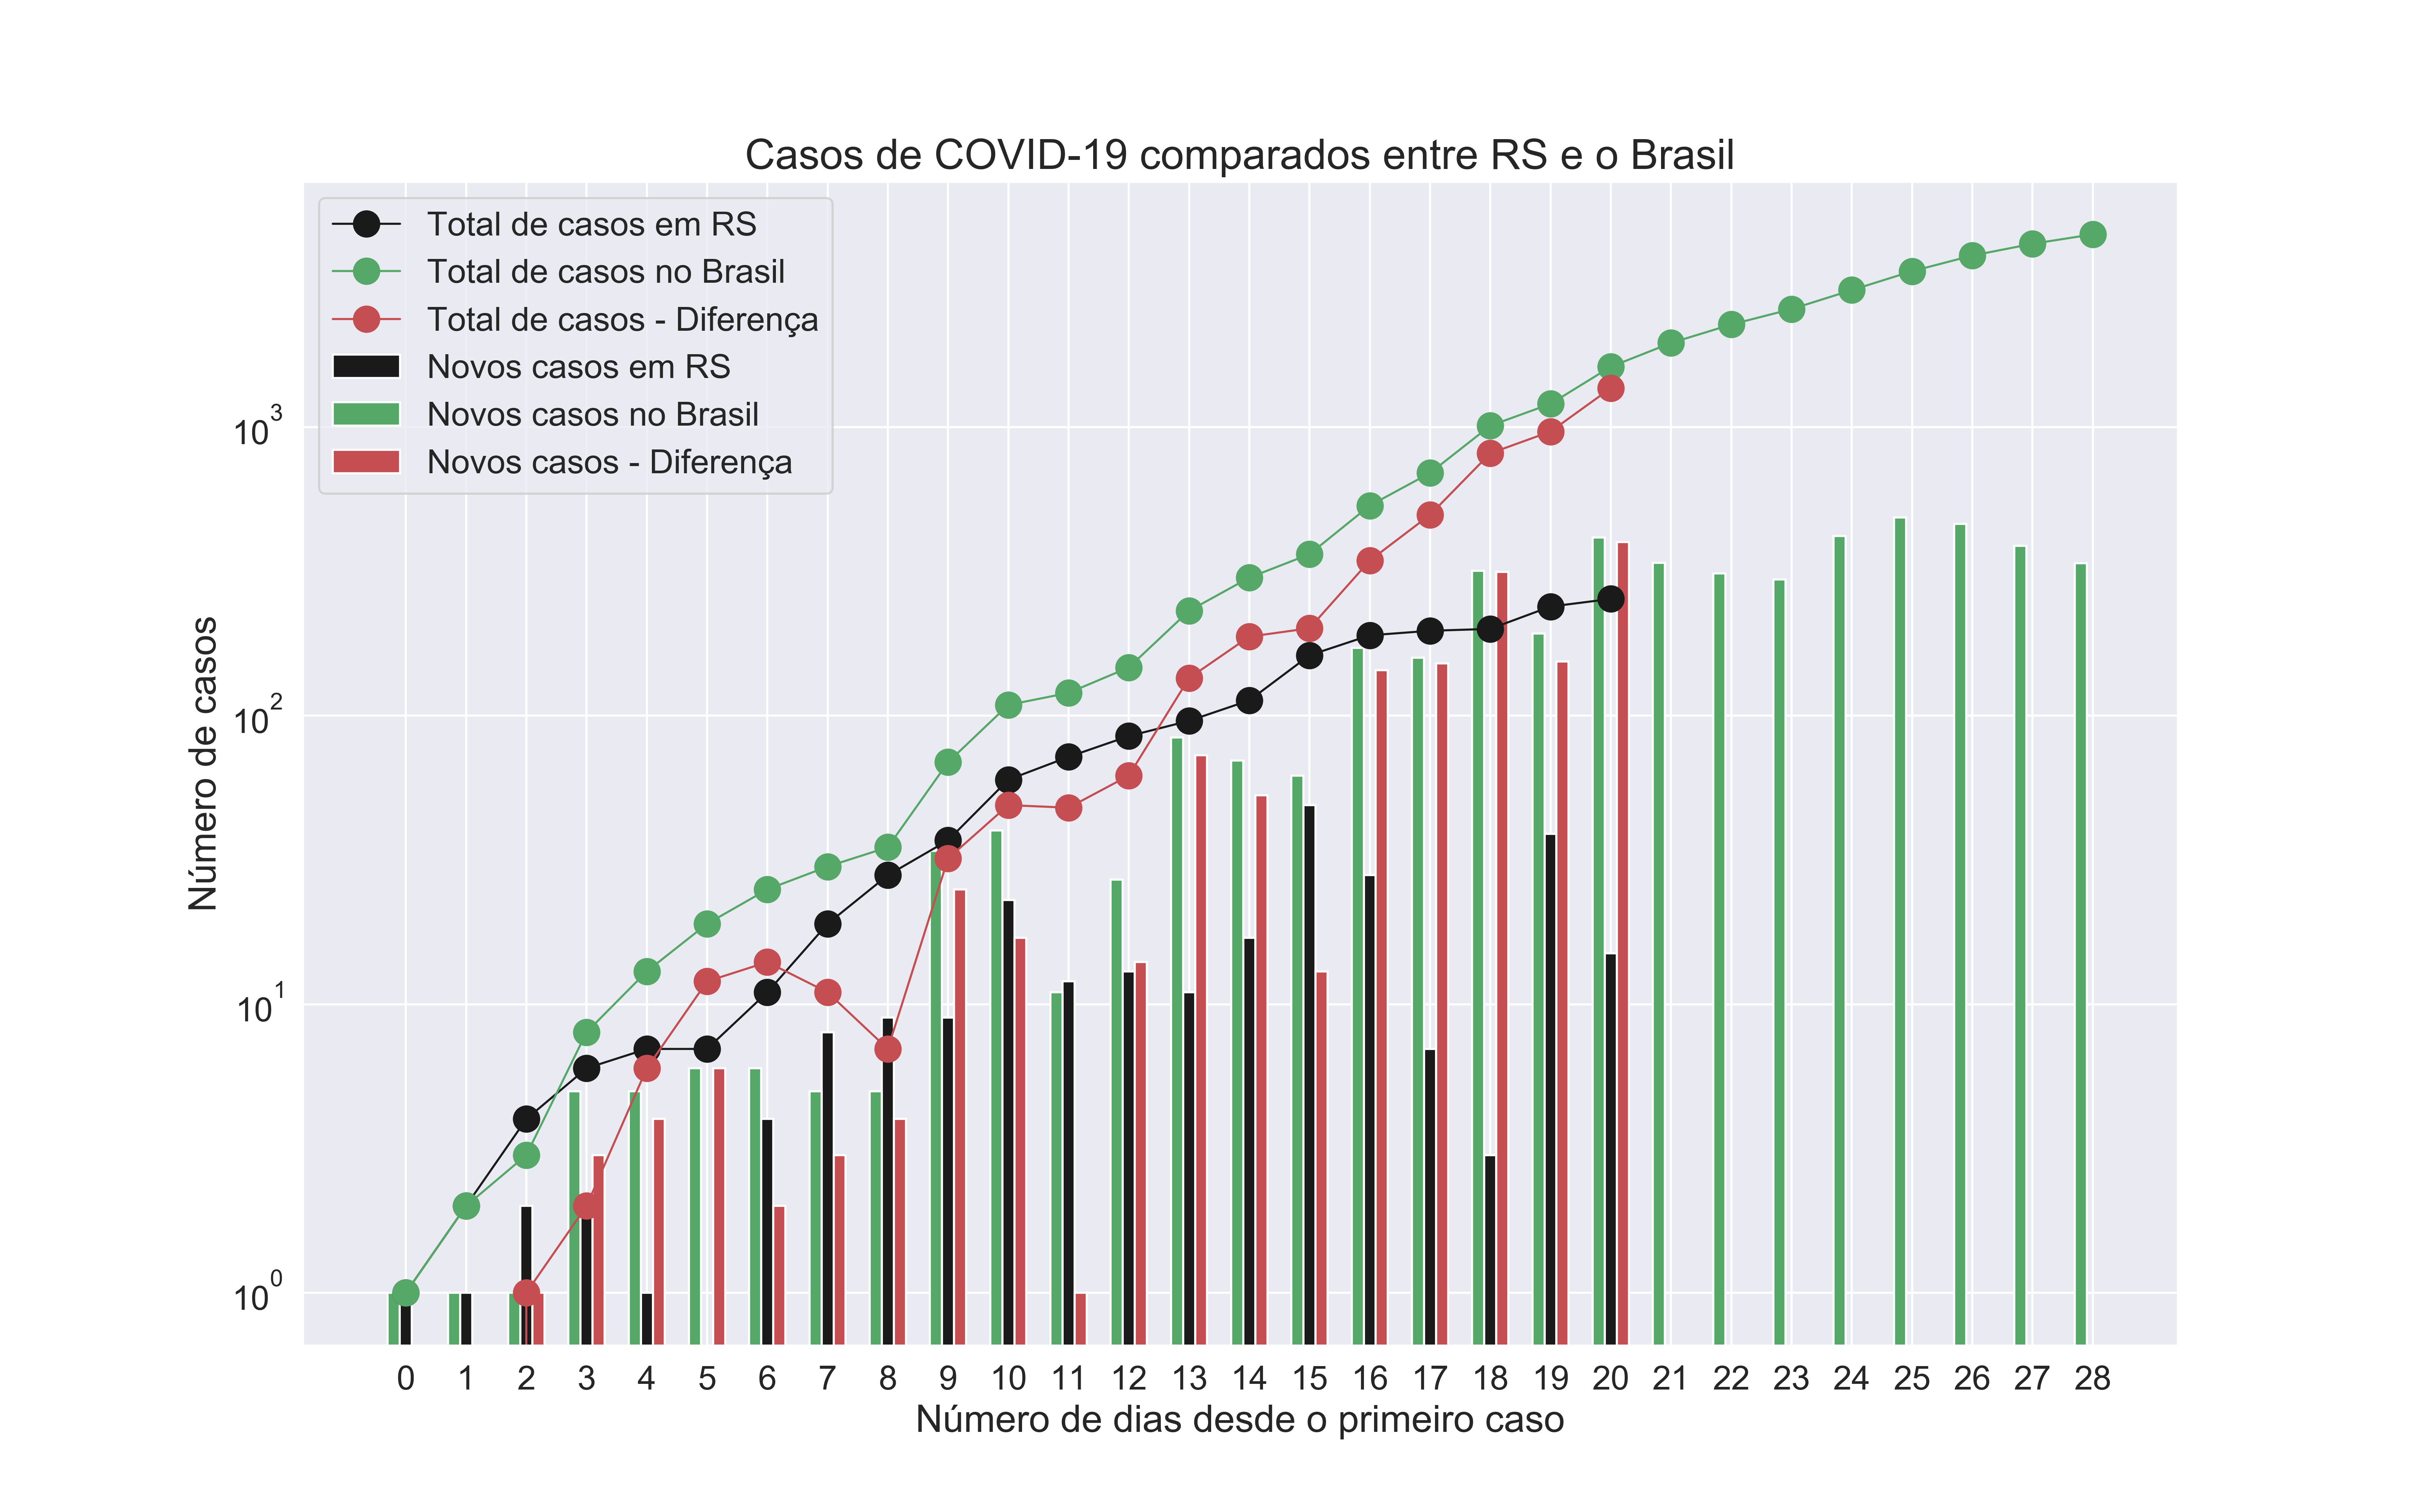 Casos de COVID-19 comparados entre RS e o Brasil
Total de casos em RS
Total de casos no Brasil
Total de casos - Diferença
Novos casos em RS
Novos casos no Brasil
Novos casos - Diferença
Número de casos
10³
10²
10¹
10⁰
0 1 2 3 4 5 6 7 8 9 10 11 12 13 14 15 16 17 18 19 20 21 22 23 24 25 26 27 28
Número de dias desde o primeiro caso